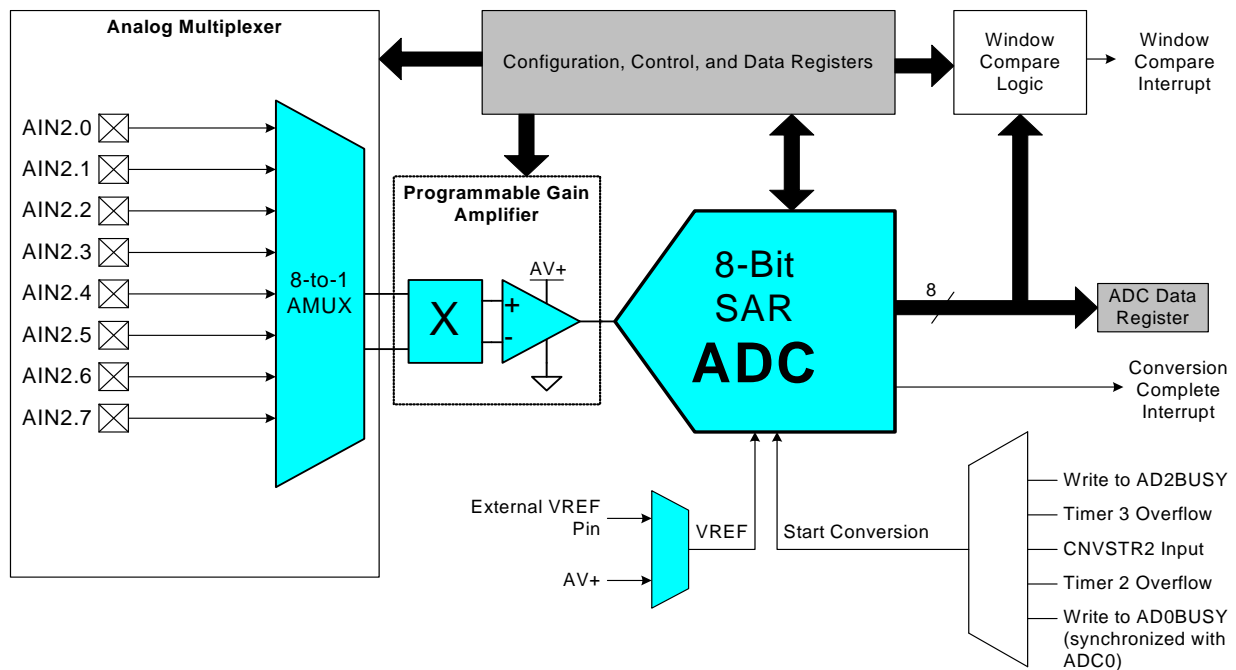 Analog Multiplexer
AIN2.0
AIN2.1
AIN2.2
AIN2.3
AIN2.4
AIN2.5
AIN2.6
AIN2.7
8-to-1
AMUX
Configuration, Control, and Data Registers
Window
Compare
Logic
Window
Compare
Interrupt
Programmable Gain
Amplifier
X
+
-
AV+
8-Bit
SAR
ADC
8
ADC Data
Register
Conversion
Complete
Interrupt
External VREF
Pin
AV+
VREF
Start Conversion
Write to AD2BUSY
Timer 3 Overflow
CNVSTR2 Input
Timer 2 Overflow
Write to AD0BUSY
(synchronized with
ADC0)